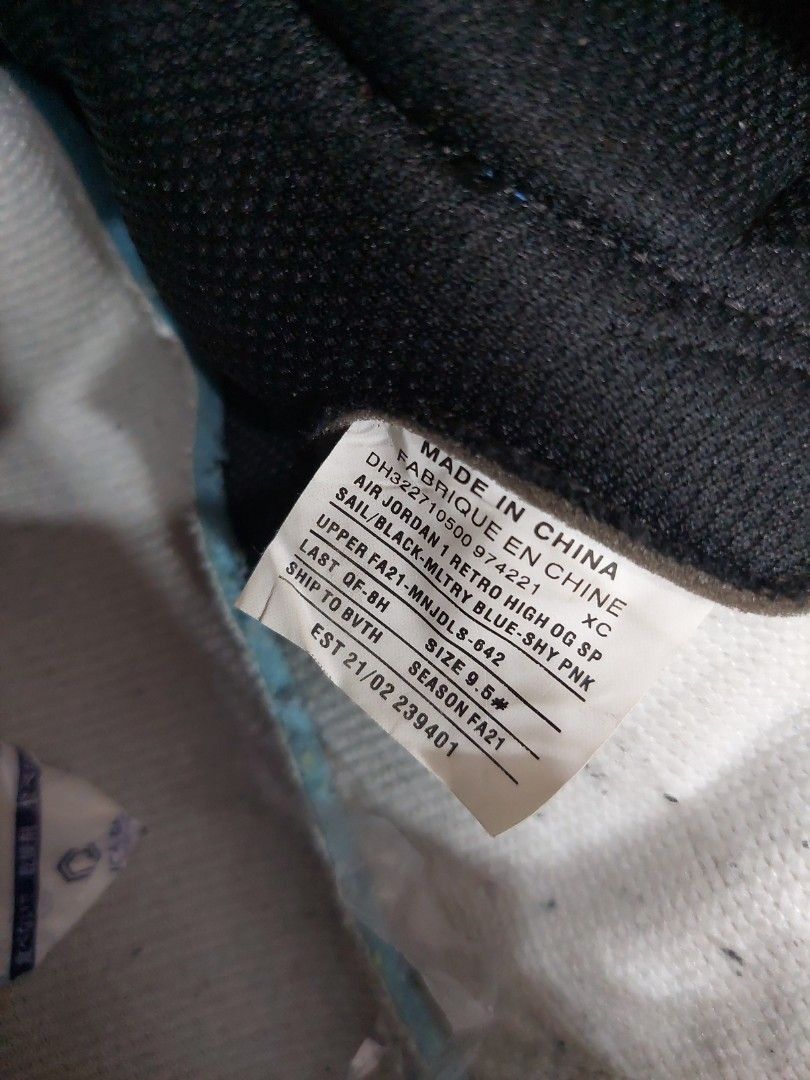 MADE IN CHINA
FABRIQUE EN CHINE
DH322710500 974221 XC
AIR JORDAN 1 RETRO HIGH OG SP
SAIL/BLACK-MLTRY BLUE-SHY PNK
UPPER FA21-MNJDLS-642
LAST QF-8H SIZE 9.5#
SHIP TO BVTH SEASON FA21
EST 21/02 239401